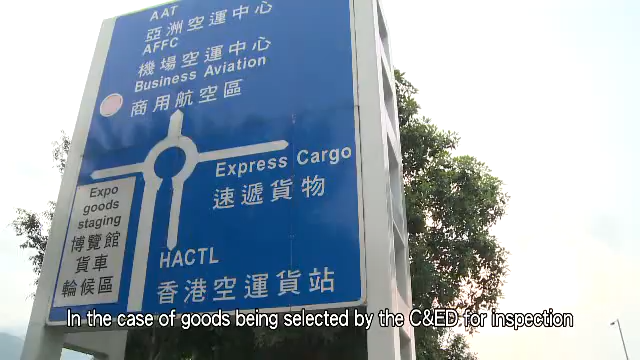 AAT
亞洲空運中心
AFFC
機場空運中心
Business Aviation
商用航空區
Express Cargo
速遞貨物
Expo
goods
staging
博覽館
貨車
輪候區
HACTL
香港空運貨站
In the case of goods being selected by the C&ED for inspection